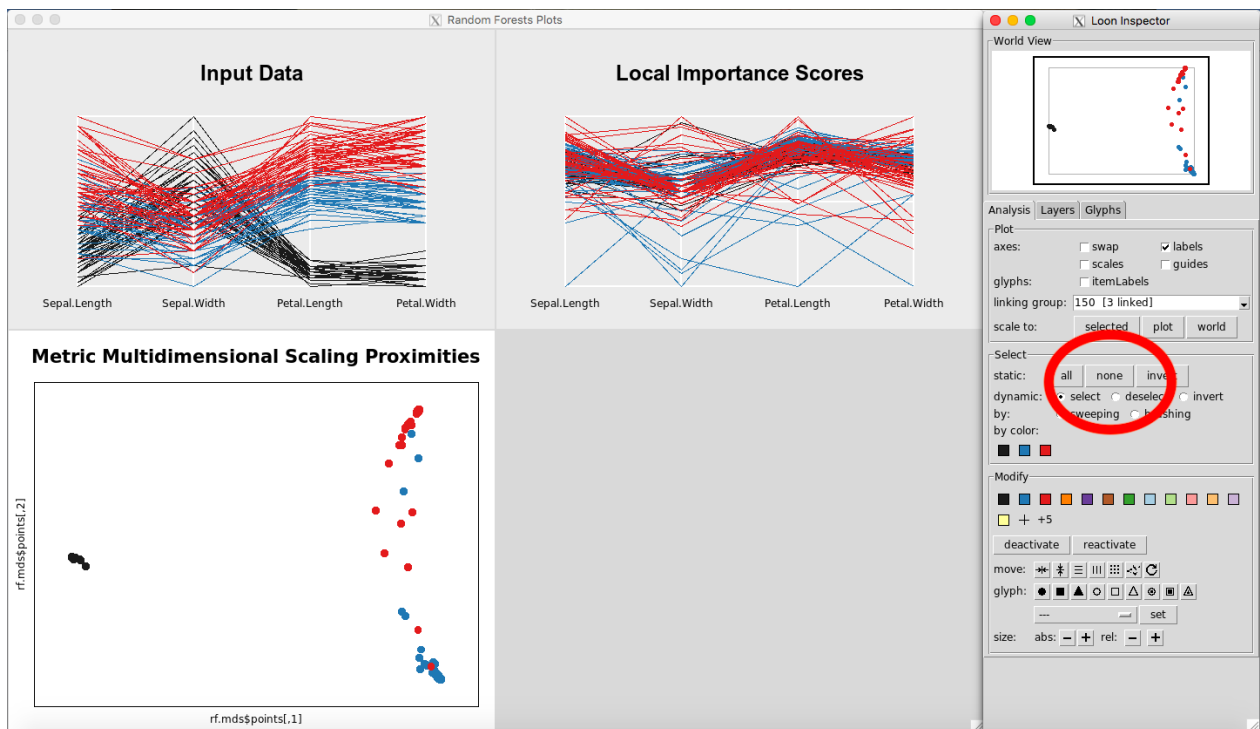 Random Forests Plots
Input Data
Local Importance Scores
Sepal.Length Sepal.Width Petal.Length Petal.Width
Sepal.Length Sepal.Width Petal.Length Petal.Width
Metric Multidimensional Scaling Proximities
rf.mds$points[,2]
rf.mds$points[,1]
X Loon Inspector
World View
Analysis Layers Glyphs
Plot
axes: swap labels
scales guides
glyphs: itemLabels
linking group: 150 [3 linked]
scale to: selected plot world
Select
static: all none invert
dynamic: select deselect invert
by: sweeping brushing
by color:
Modify
+5
deactivate reactivate
move:
glyph:
--- set
size: abs: − + rel: − +